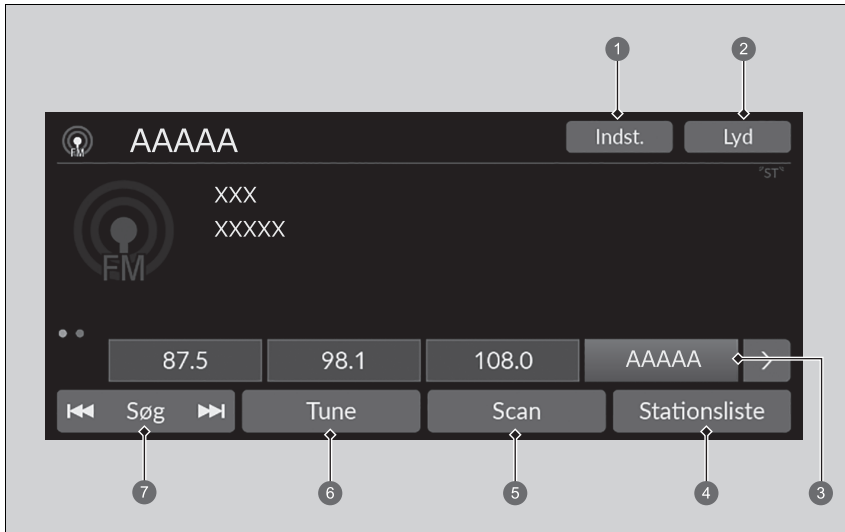 1 2
FM AAAAA Indst. Lyd
ST
XXX
XXXXX
FM
87.5 98.1 108.0 AAAAA >
Søg Tune Scan Stationsliste
7 6 5 4 3